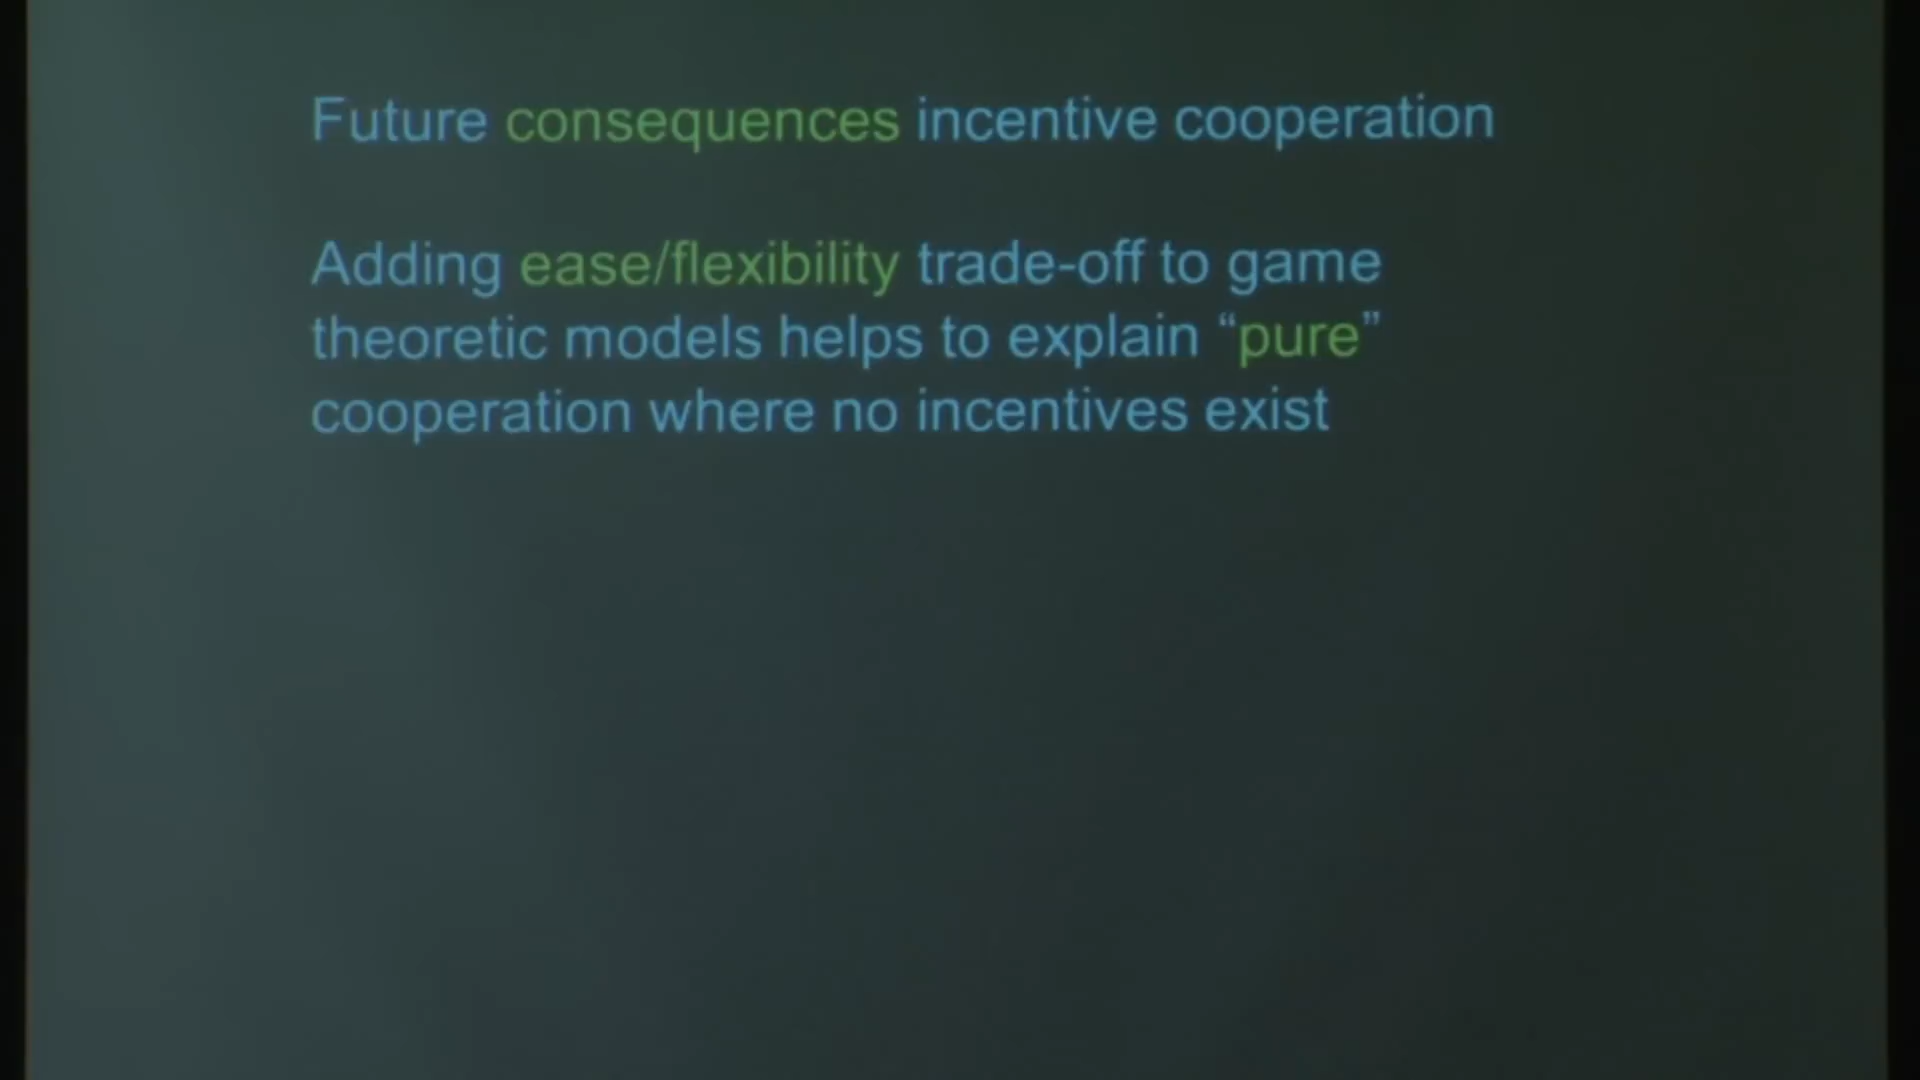 Future consequences incentive cooperation
Adding ease/flexibility trade-off to game
theoretic models helps to explain “pure”
cooperation where no incentives exist